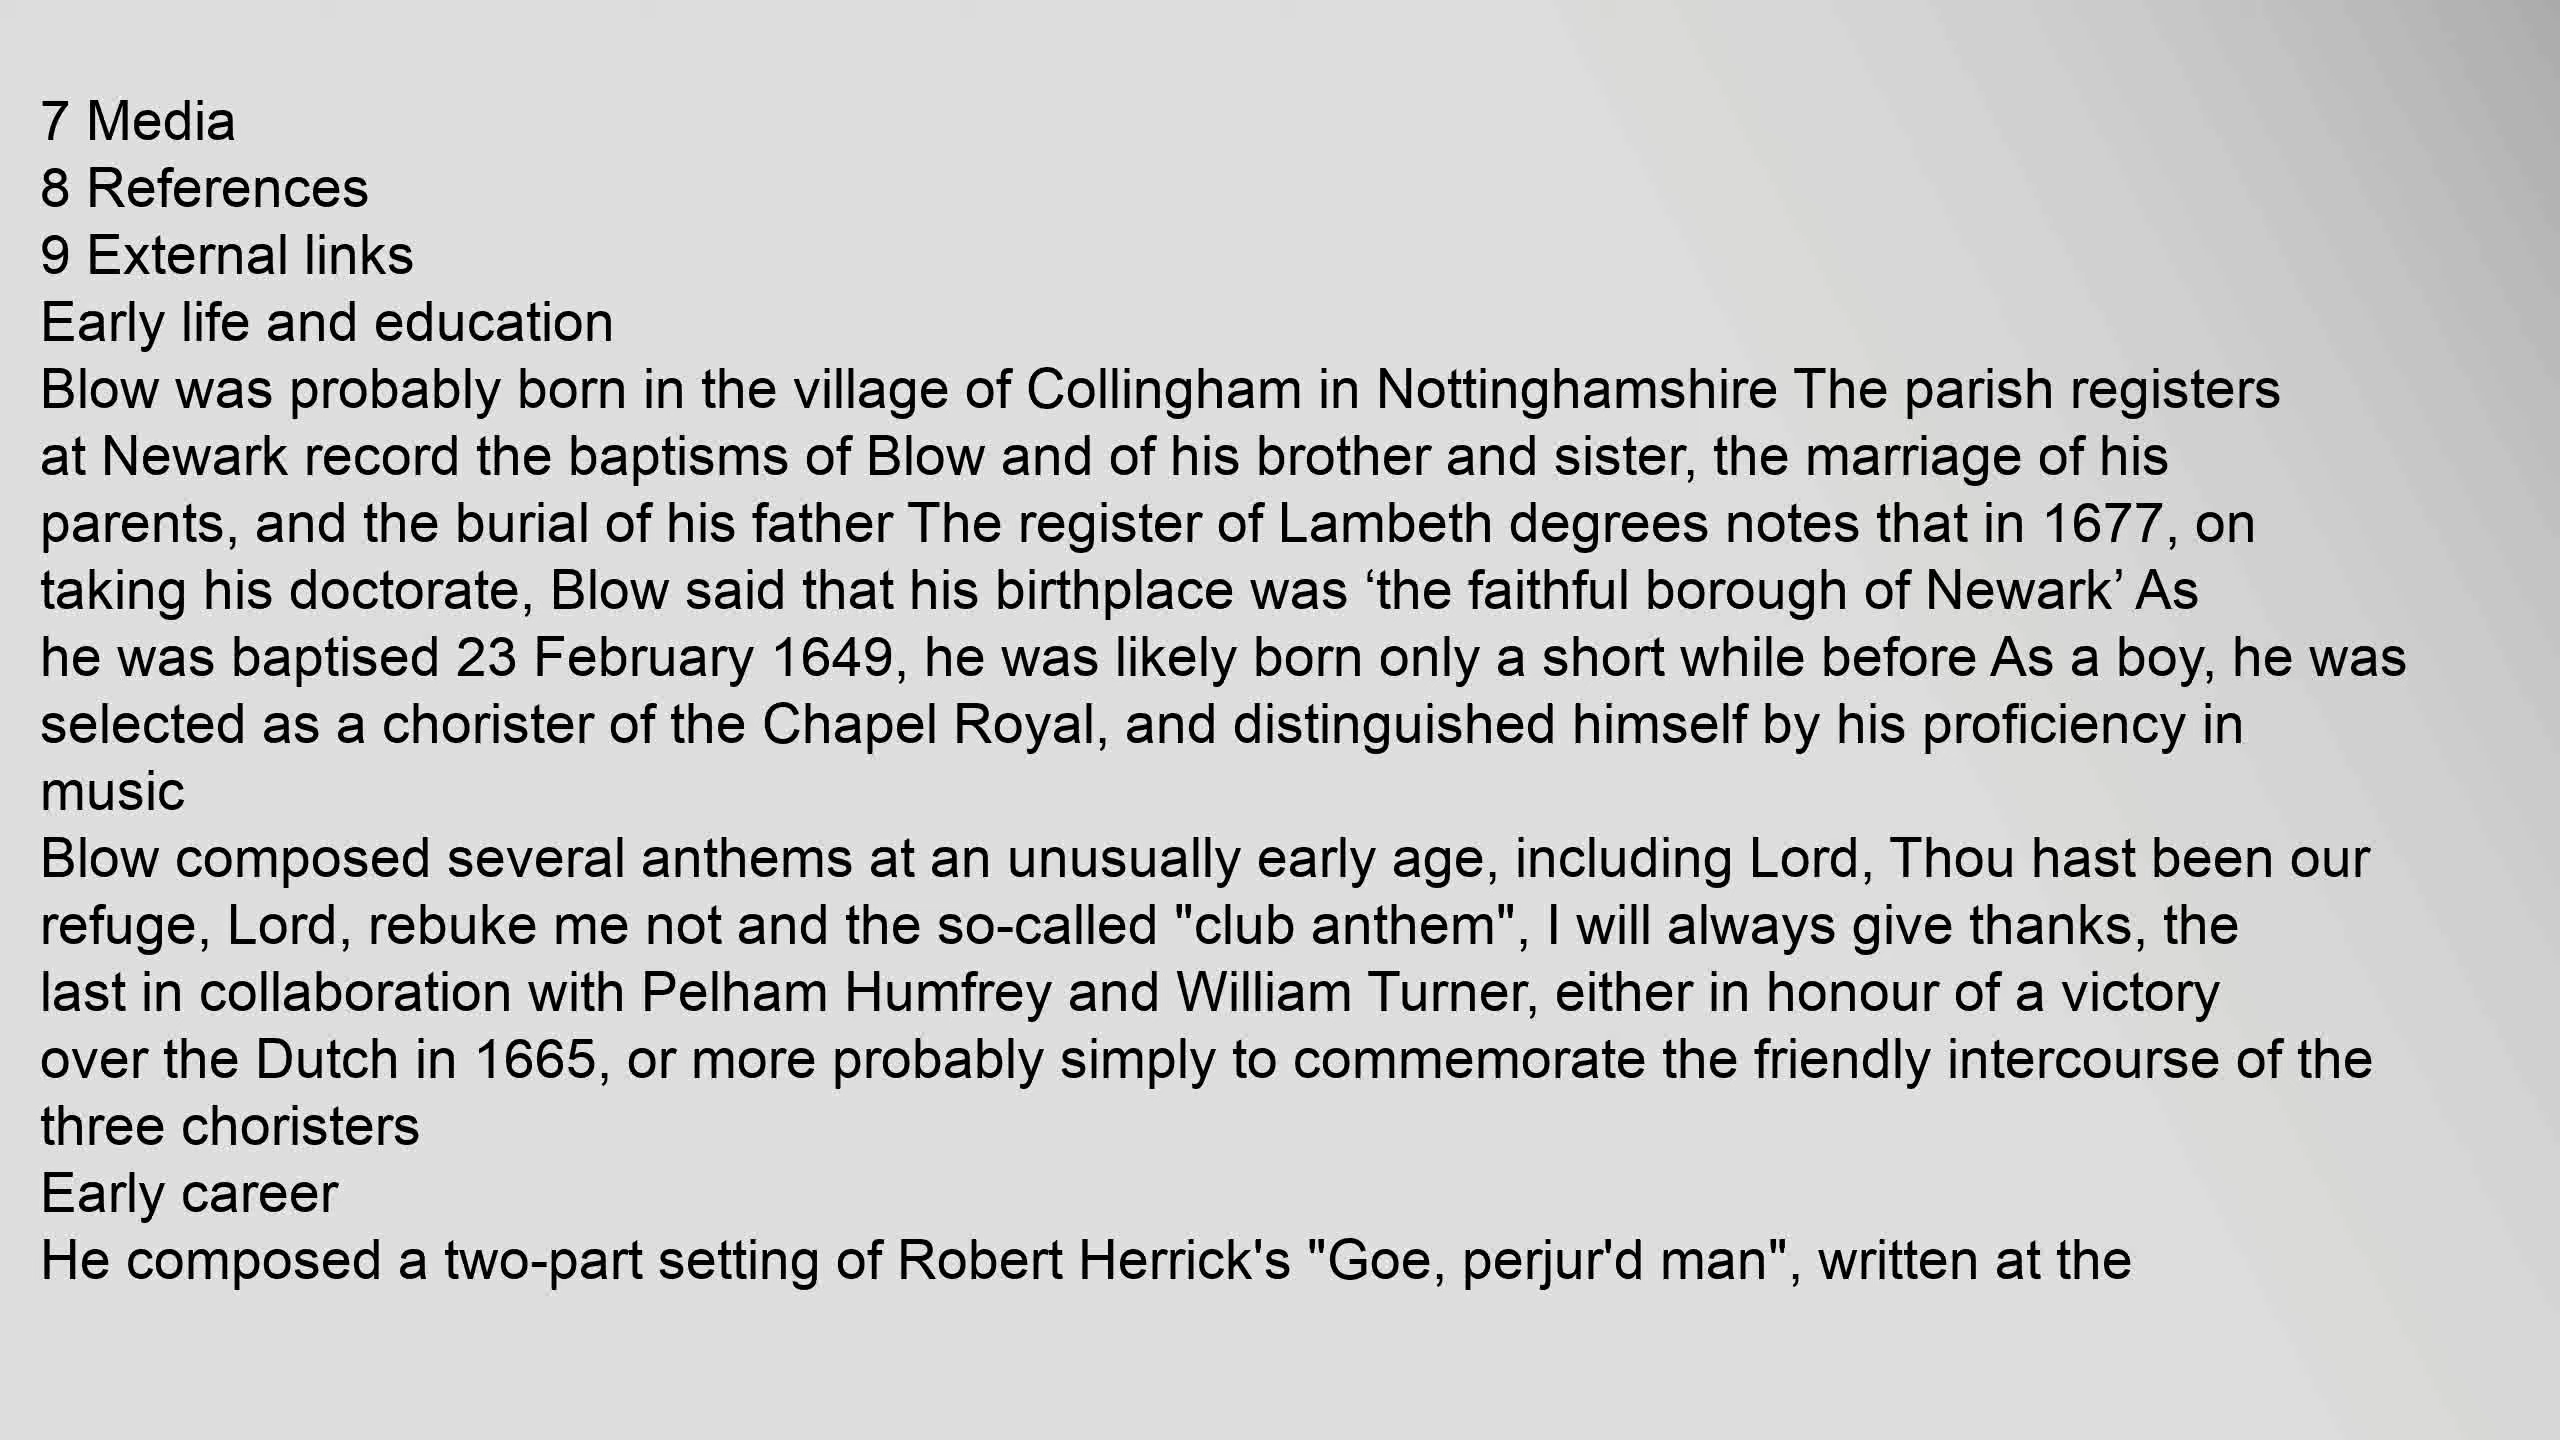 7 Media
8 References
9 External links
Early life and education
Blow was probably born in the village of Collingham in Nottinghamshire The parish registers
at Newark record the baptisms of Blow and of his brother and sister, the marriage of his
parents, and the burial of his father The register of Lambeth degrees notes that in 1677, on
taking his doctorate, Blow said that his birthplace was ‘the faithful borough of Newark’ As
he was baptised 23 February 1649, he was likely born only a short while before As a boy, he was
selected as a chorister of the Chapel Royal, and distinguished himself by his proficiency in
music
Blow composed several anthems at an unusually early age, including Lord, Thou hast been our
refuge, Lord, rebuke me not and the so-called "club anthem", I will always give thanks, the
last in collaboration with Pelham Humfrey and William Turner, either in honour of a victory
over the Dutch in 1665, or more probably simply to commemorate the friendly intercourse of the
three choristers
Early career
He composed a two-part setting of Robert Herrick's "Goe, perjur'd man", written at the